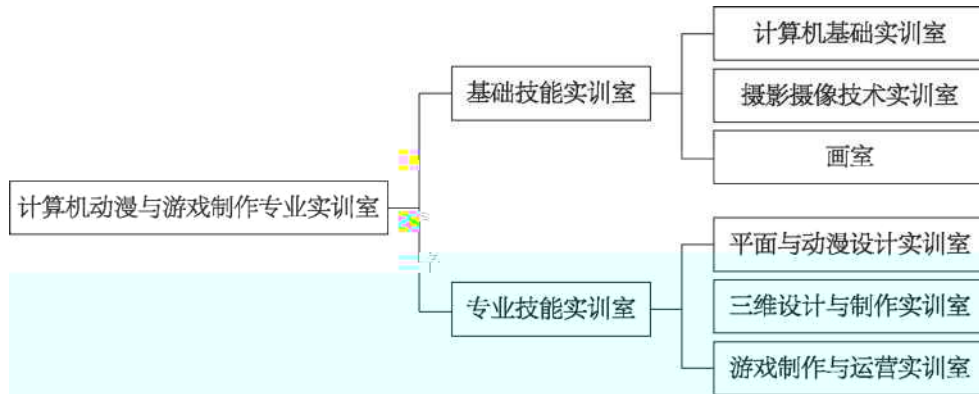 计算机基础实训室
基础技能实训室
摄影摄像技术实训室
画室
计算机动漫与游戏制作专业实训室
平面与动漫设计实训室
专业技能实训室
三维设计与制作实训室
游戏制作与运营实训室